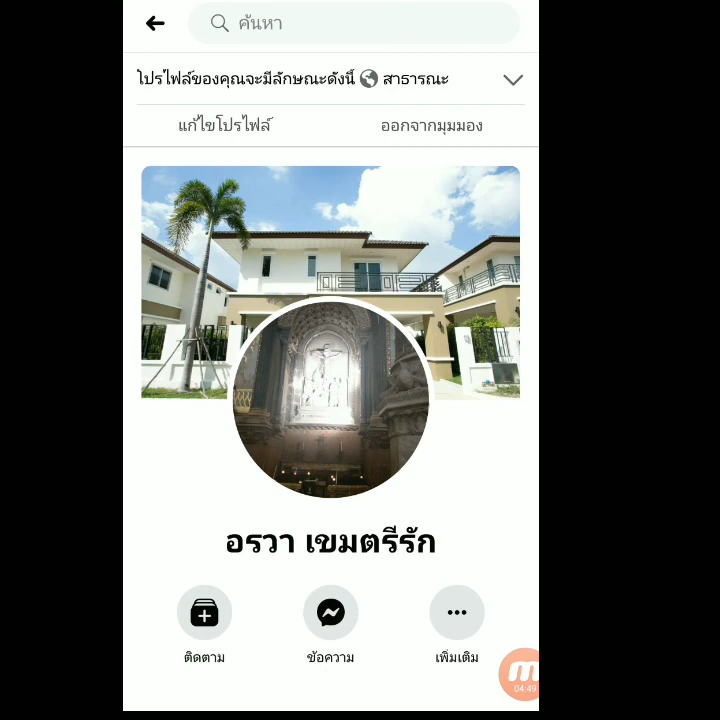 ค้นหา
โปรไฟล์ของคุณจะมีลักษณะดังนี้ สาธารณะ
แก้ไขโปรไฟล์ ออกจากมุมมอง
อรวา เขมตรีรัก
ติดตาม ข้อความ เพิ่มเติม
04:49